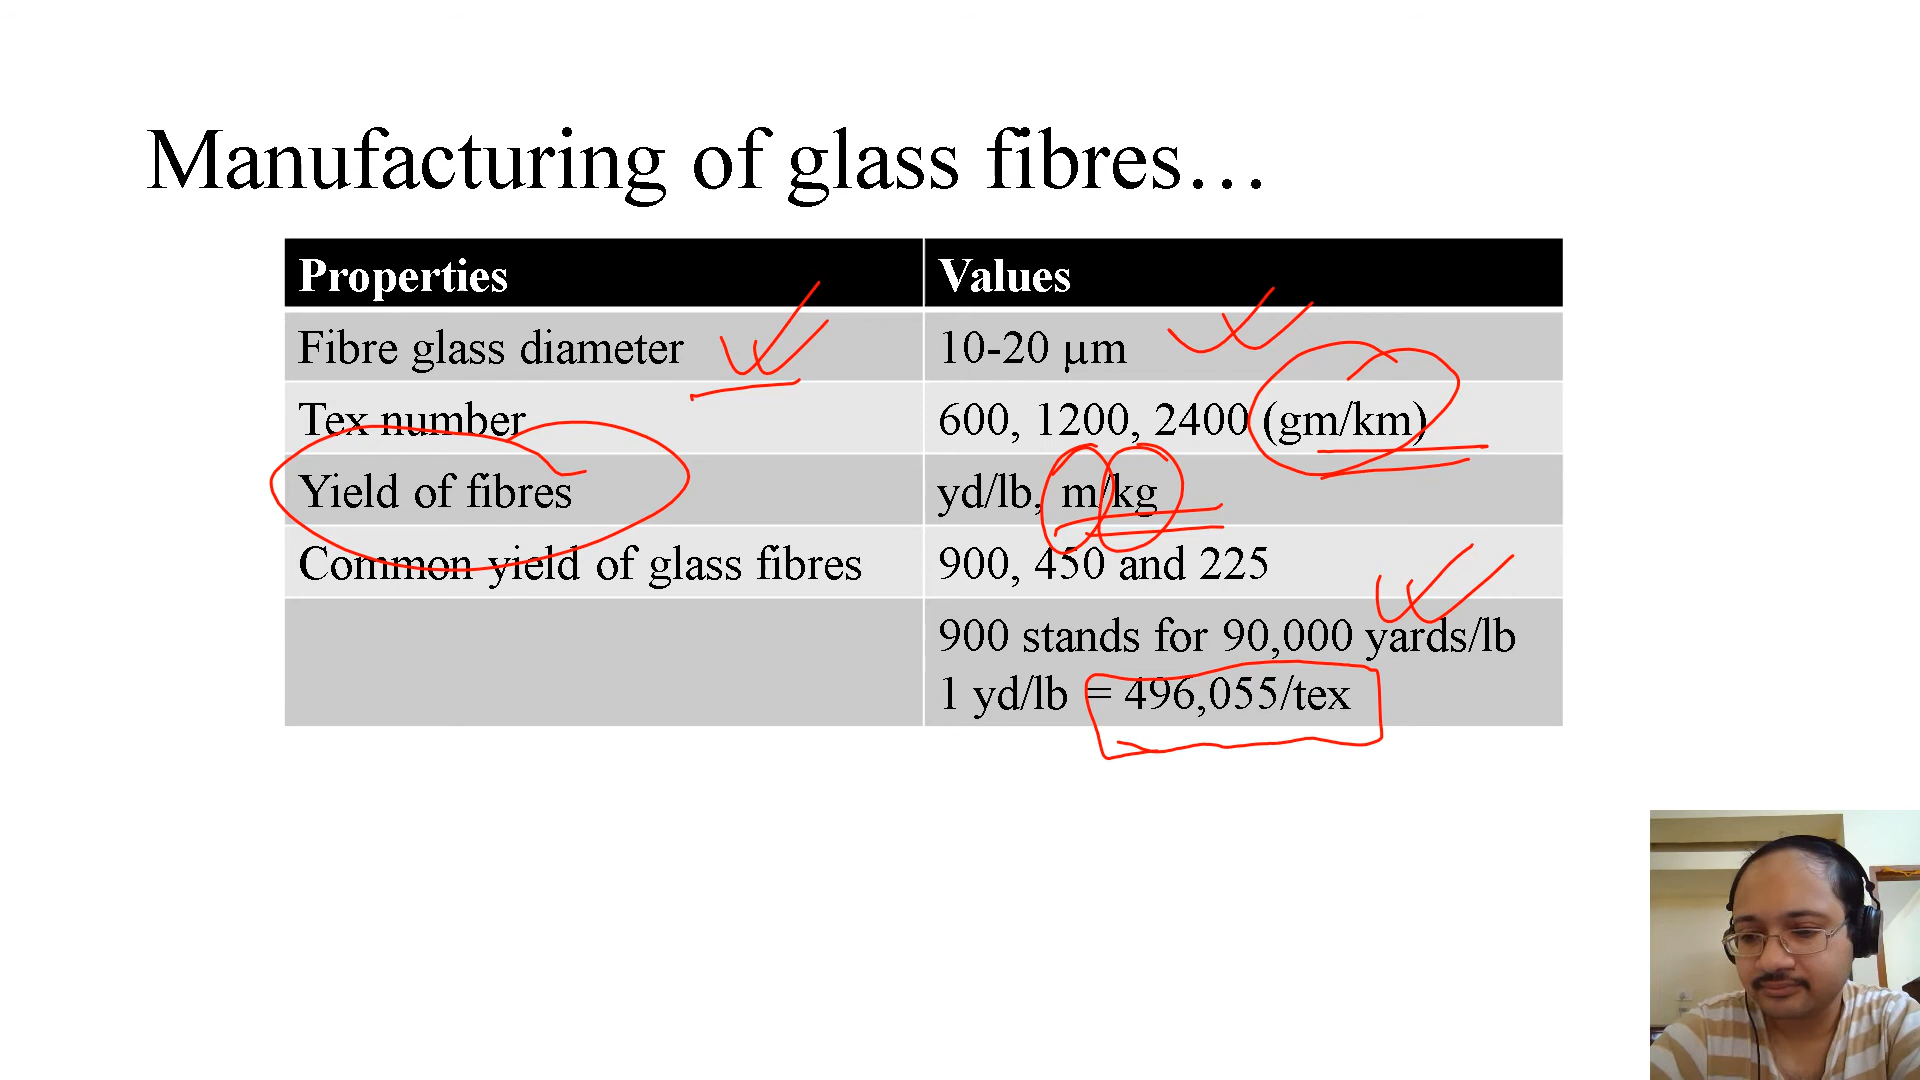 Manufacturing of glass fibres…
Properties Values
Fibre glass diameter 10-20 µm
Tex number 600, 1200, 2400 (gm/km)
Yield of fibres yd/lb, m/kg
Common yield of glass fibres 900, 450 and 225
900 stands for 90,000 yards/lb
1 yd/lb = 496,055/tex